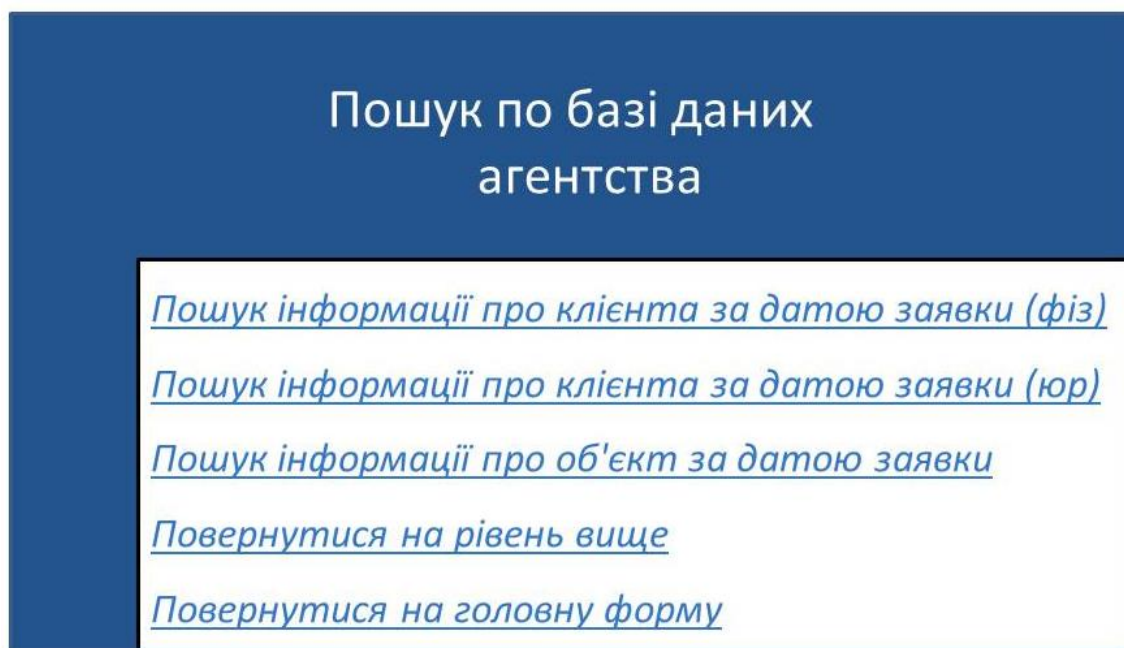 Пошук по базі даних
агентства
Пошук інформації про клієнта за датою заявки (фіз)
Пошук інформації про клієнта за датою заявки (юр)
Пошук інформації про об'єкт за датою заявки
Повернутися на рівень вище
Повернутися на головну форму